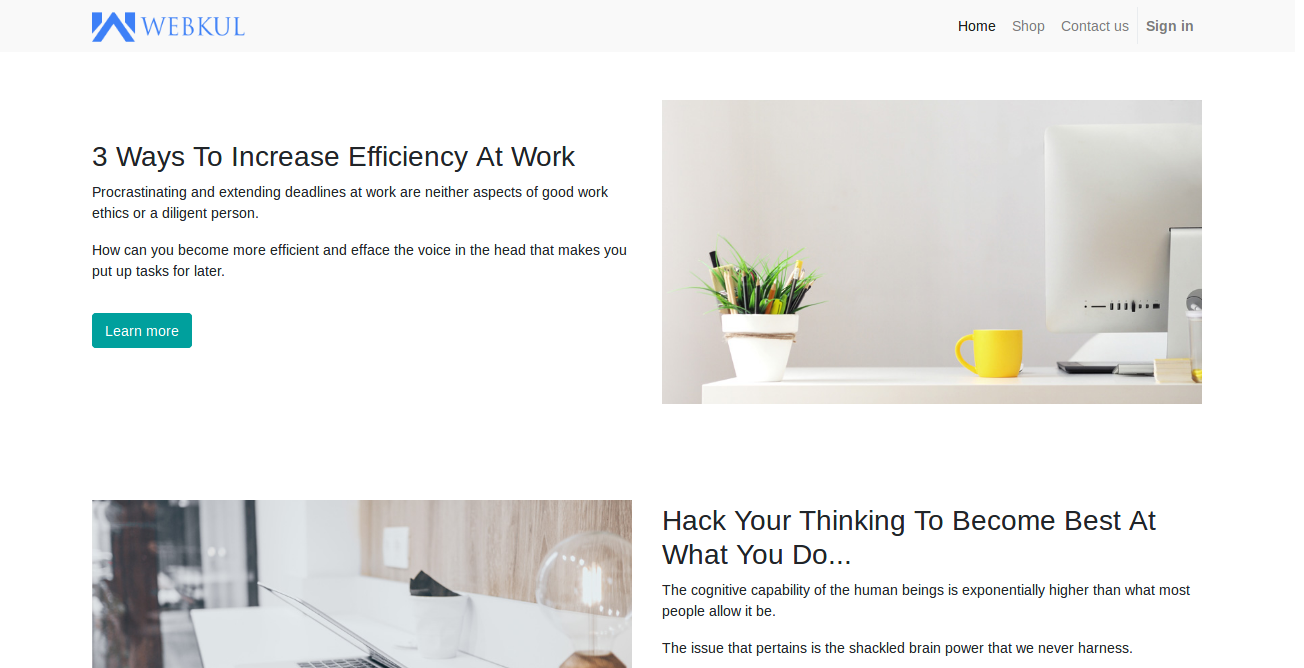 WEBKUL
Home Shop Contact us Sign in
3 Ways To Increase Efficiency At Work
Procrastinating and extending deadlines at work are neither aspects of good work
ethics or a diligent person.
How can you become more efficient and efface the voice in the head that makes you
put up tasks for later.
Learn more
Hack Your Thinking To Become Best At
What You Do...
The cognitive capability of the human beings is exponentially higher than what most
people allow it be.
The issue that pertains is the shackled brain power that we never harness.